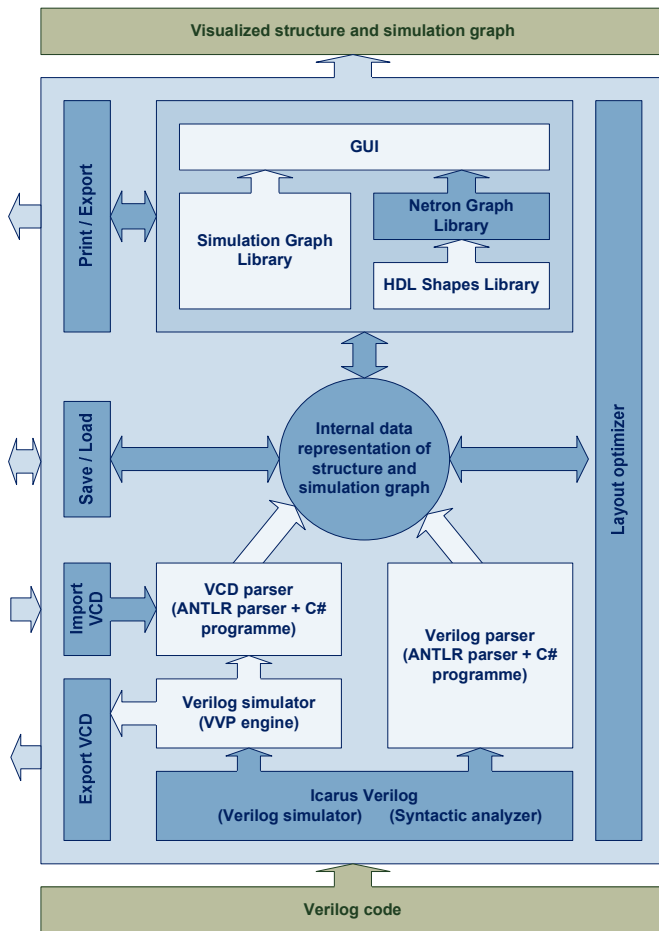 Visualized structure and simulation graph
Print / Export
GUI
Simulation Graph
Library
Netron Graph
Library
HDL Shapes Library
Layout optimizer
Save / Load
Internal data
representation of
structure and
simulation graph
Import
VCD
VCD parser
(ANTLR parser + C#
programme)
Verilog parser
(ANTLR parser + C#
programme)
Export VCD
Verilog simulator
(VVP engine)
Icarus Verilog
(Verilog simulator) (Syntactic analyzer)
Verilog code